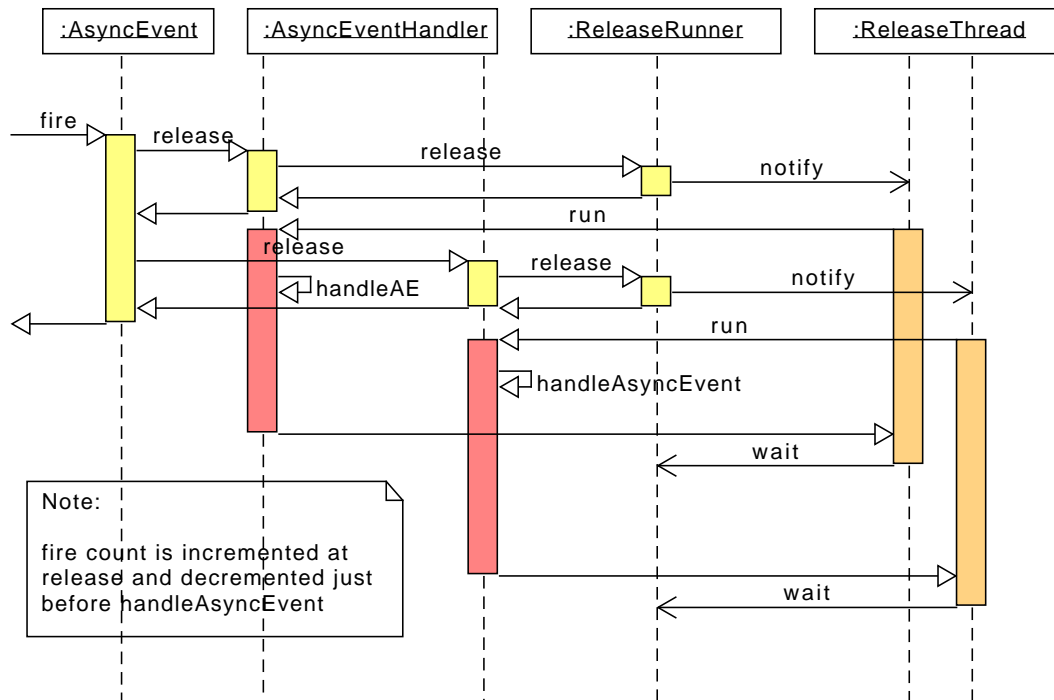 :AsyncEvent
:AsyncEventHandler
:ReleaseRunner
:ReleaseThread
fire
release
release
notify
run
release
release
handleAE
notify
run
handleAsyncEvent
wait
Note:
fire count is incremented at
release and decremented just
before handleAsyncEvent
wait